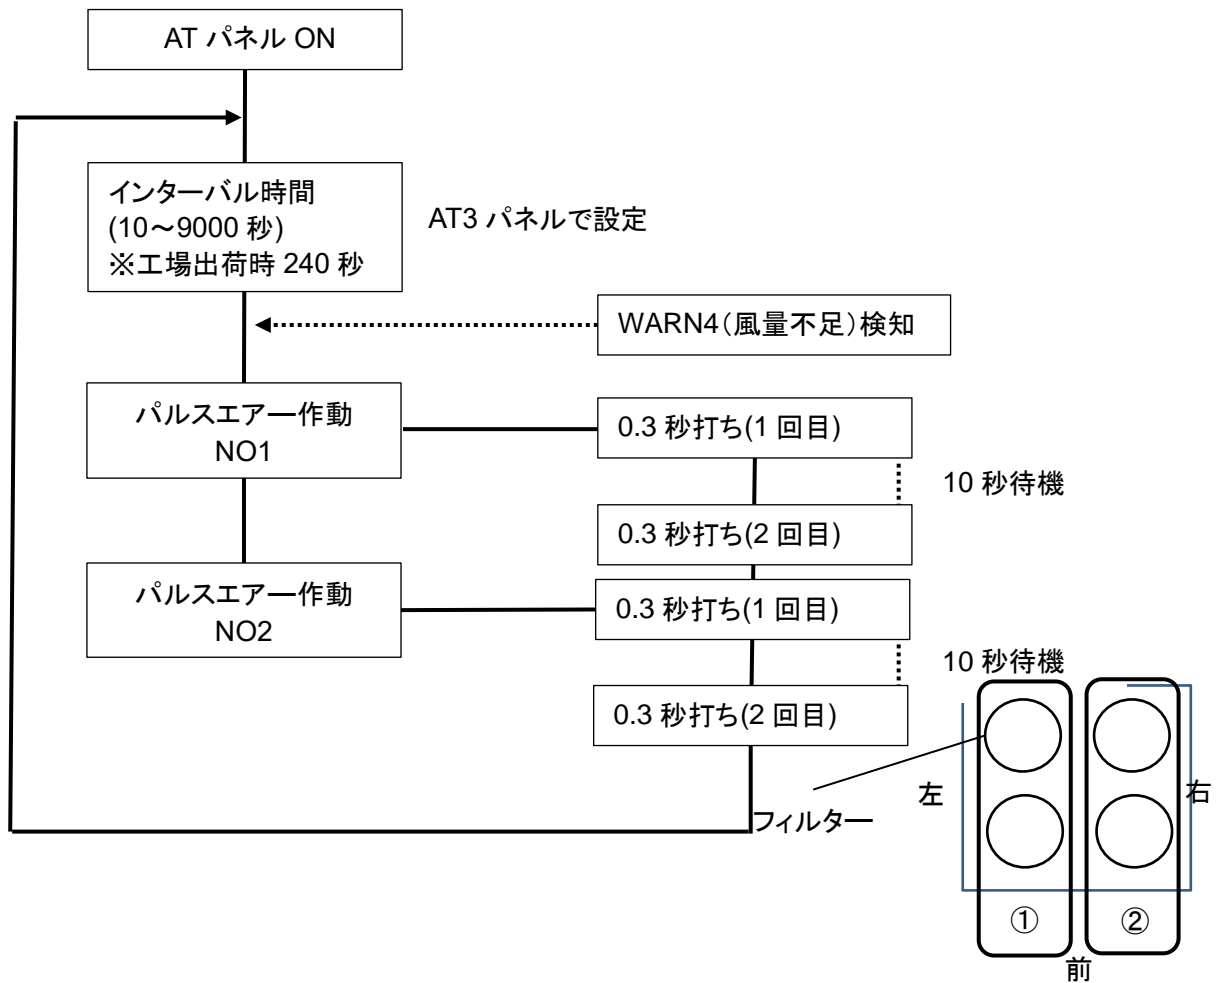 AT パネル ON
インターバル時間
(10～9000 秒)
※工場出荷時 240 秒
AT3 パネルで設定
WARN4（風量不足）検知
パルスエアー作動
NO1
0.3 秒打ち(1 回目)
10 秒待機
0.3 秒打ち(2 回目)
パルスエアー作動
NO2
0.3 秒打ち(1 回目)
10 秒待機
0.3 秒打ち(2 回目)
フィルター
左
右
①
②
前